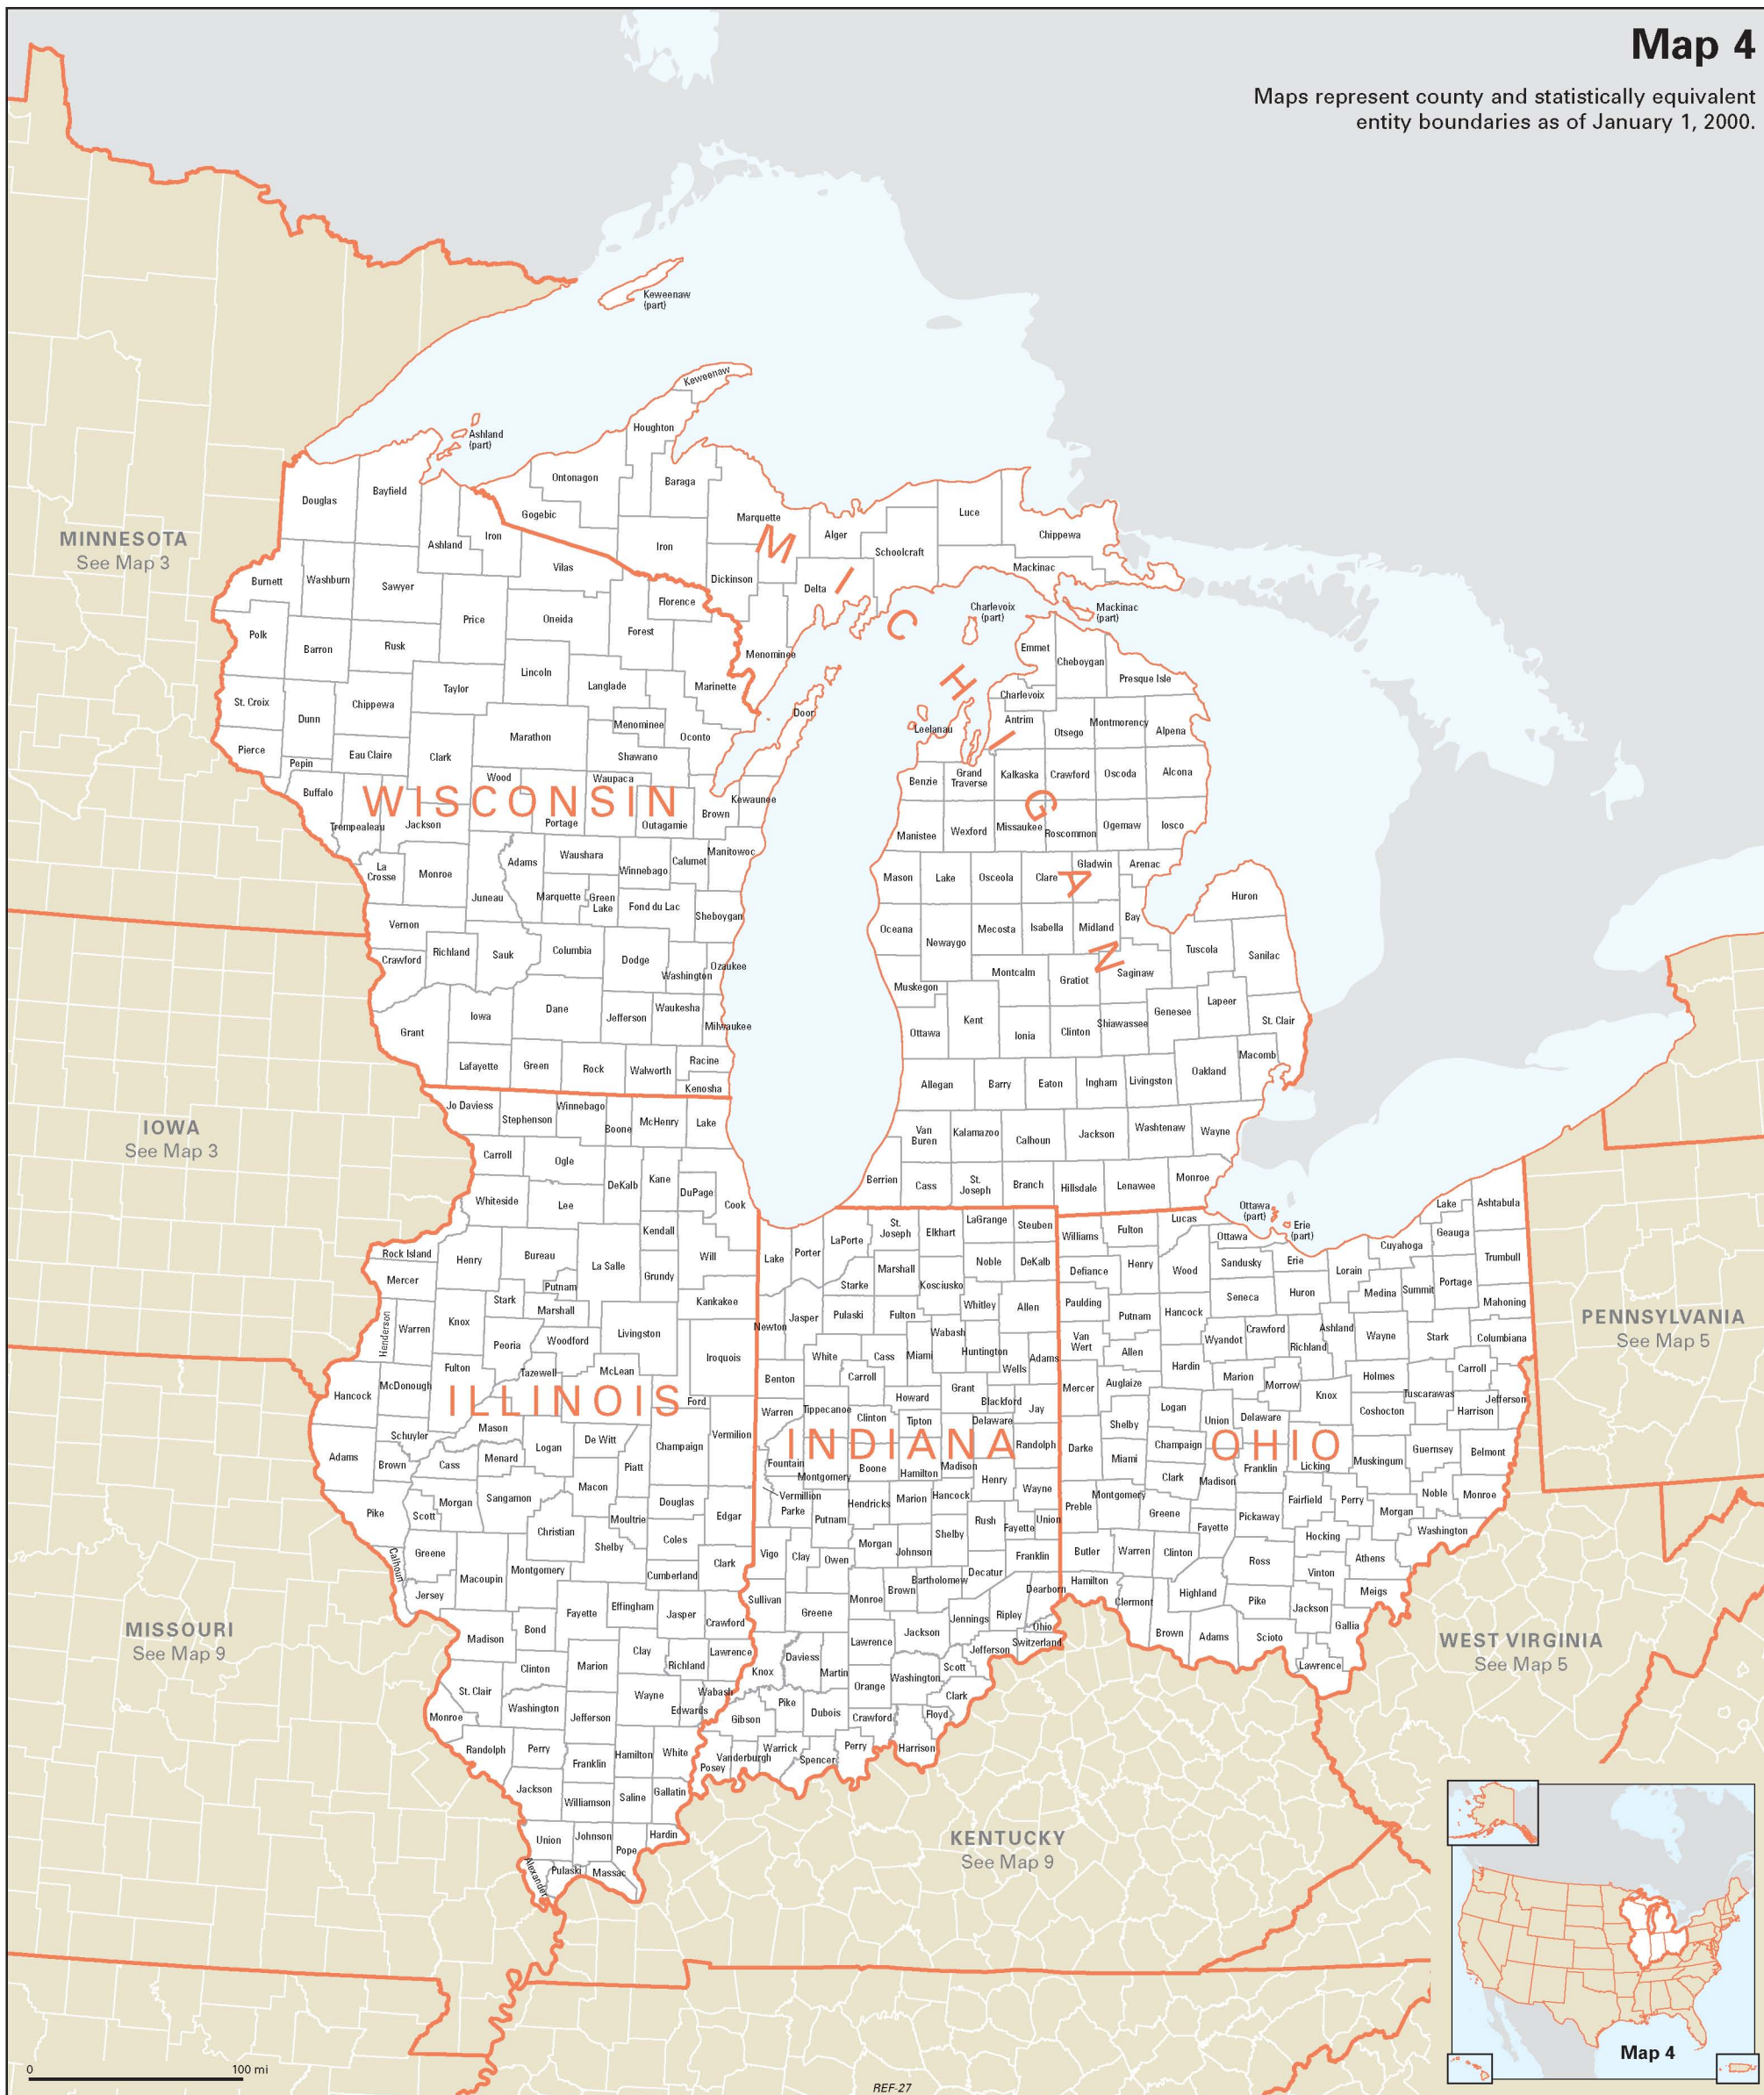 Map 4
Maps represent county and statistically equivalent
entity boundaries as of January 1, 2000.
Keweenaw
(part)
Keweenaw
Houghton
Ashland
(part)
Ontonagon
Baraga
Douglas
Bayfield
Gogebic
Marquette
Luce
Alger
Chippewa
Iron
Ashland
Iron
Schoolcraft
MINNESOTA
See Map 3
Vilas
Mackinac
Burnett
Washburn
Sawyer
Dickinson
Delta
Florence
Charlevoix
(part)
Mackinac
(part)
Price
Oneida
Forest
Polk
Barron
Rusk
Menominee
Emmet
Cheboygan
Presque Isle
Lincoln
Langlade
Marinette
Taylor
Charlevoix
St. Croix
Dunn
Chippewa
Door
Menominee
Oconto
Leelanau
Antrim
Otsego
Montmorency
Alpena
Marathon
Pierce
Pepin
Eau Claire
Clark
Shawano
Benzie
Grand
Traverse
Kalkaska
Crawford
Oscoda
Alcona
Wood
Waupaca
Buffalo
WISCONSIN
MICHIGAN
Kewaunee
Brown
Trempealeau
Jackson
Portage
Outagamie
Manistee
Wexford
Missaukee
Roscommon
Ogemaw
Iosco
La
Crosse
Monroe
Adams
Waushara
Winnebago
Calumet
Manitowoc
Mason
Lake
Osceola
Clare
Gladwin
Arenac
Juneau
Marquette
Green
Lake
Fond du Lac
Sheboygan
Huron
Vernon
Oceana
Newaygo
Mecosta
Isabella
Midland
Bay
Crawford
Richland
Sauk
Columbia
Dodge
Washington
Ozaukee
Tuscola
Sanilac
Montcalm
Gratiot
Saginaw
Muskegon
Grant
Iowa
Dane
Jefferson
Waukesha
Milwaukee
Ottawa
Kent
Ionia
Clinton
Shiawassee
Genesee
Lapeer
St. Clair
Lafayette
Green
Rock
Walworth
Racine
Kenosha
Allegan
Barry
Eaton
Ingham
Livingston
Oakland
Macomb
IOWA
See Map 3
Jo Daviess
Stephenson
Winnebago
Boone
McHenry
Lake
Van
Buren
Kalamazoo
Calhoun
Jackson
Washtenaw
Wayne
Carroll
Ogle
DeKalb
Kane
DuPage
Cook
Berrien
Cass
St.
Joseph
Branch
Hillsdale
Lenawee
Monroe
Whiteside
Lee
Kendall
Ottawa
(part)
Erie
(part)
Lake
Ashtabula
Geauga
Rock Island
Henry
Bureau
La Salle
Grundy
Will
Lake
Porter
LaPorte
St.
Joseph
Elkhart
LaGrange
Steuben
Williams
Fulton
Lucas
Ottawa
Cuyahoga
Trumbull
Mercer
Putnam
Kankakee
Starke
Marshall
Kosciusko
Noble
DeKalb
Defiance
Henry
Wood
Sandusky
Erie
Lorain
Medina
Summit
Portage
Henderson
Warren
Knox
Stark
Marshall
Peoria
Woodford
Livingston
Iroquois
Newton
Jasper
Pulaski
Fulton
Whitley
Allen
Paulding
Putnam
Hancock
Seneca
Huron
Mahoning
Wabash
Van
Wert
Wyandot
Crawford
Richland
Ashland
Wayne
Stark
Columbiana
PENNSYLVANIA
See Map 5
Hancock
McDonough
Fulton
Tazewell
McLean
Ford
White
Cass
Miami
Huntington
Wells
Adams
Allen
Hardin
Benton
Carroll
Howard
Grant
Blackford
Jay
Mercer
Auglaize
Marion
Morrow
Knox
Holmes
Carroll
Tuscarawas
Jefferson
Harrison
ILLINOIS
INDIANA
OHIO
Warren
Tippecanoe
Clinton
Tipton
Delaware
Randolph
Shelby
Logan
Union
Delaware
Coshocton
Adams
Schuyler
Brown
Cass
Mason
Menard
Logan
De Witt
Piatt
Champaign
Vermilion
Fountain
Montgomery
Boone
Hamilton
Madison
Henry
Darke
Miami
Champaign
Clark
Madison
Franklin
Licking
Muskingum
Guernsey
Belmont
Pike
Scott
Morgan
Sangamon
Macon
Moultrie
Douglas
Edgar
Vermillion
Parke
Putnam
Hendricks
Marion
Hancock
Wayne
Preble
Montgomery
Greene
Fayette
Pickaway
Fairfield
Perry
Morgan
Noble
Monroe
Washington
Christian
Shelby
Coles
Rush
Fayette
Union
Shelby
Calhoun
Greene
Jersey
Macoupin
Montgomery
Cumberland
Clark
Vigo
Clay
Owen
Morgan
Johnson
Franklin
Butler
Warren
Clinton
Ross
Hocking
Vinton
Athens
Sullivan
Greene
Monroe
Brown
Bartholomew
Decatur
Dearborn
Hamilton
Clermont
Highland
Pike
Jackson
Meigs
MISSOURI
See Map 9
Madison
Bond
Fayette
Effingham
Jasper
Crawford
Jennings
Ripley
Ohio
Brown
Adams
Scioto
Gallia
Lawrence
Lawrence
Jackson
Jefferson
Switzerland
Clinton
Marion
Clay
Richland
Lawrence
Knox
Daviess
Martin
Orange
Washington
Scott
Clark
WEST VIRGINIA
See Map 5
St. Clair
Monroe
Washington
Jefferson
Wayne
Edwards
Wabash
Gibson
Pike
Dubois
Crawford
Floyd
Harrison
Randolph
Perry
Franklin
Hamilton
White
Posey
Vanderburgh
Warrick
Spencer
Perry
Jackson
Williamson
Saline
Gallatin
Union
Johnson
Pope
Hardin
KENTUCKY
See Map 9
Alexander
Pulaski
Massac
Map 4
0 100 mi
REF-27